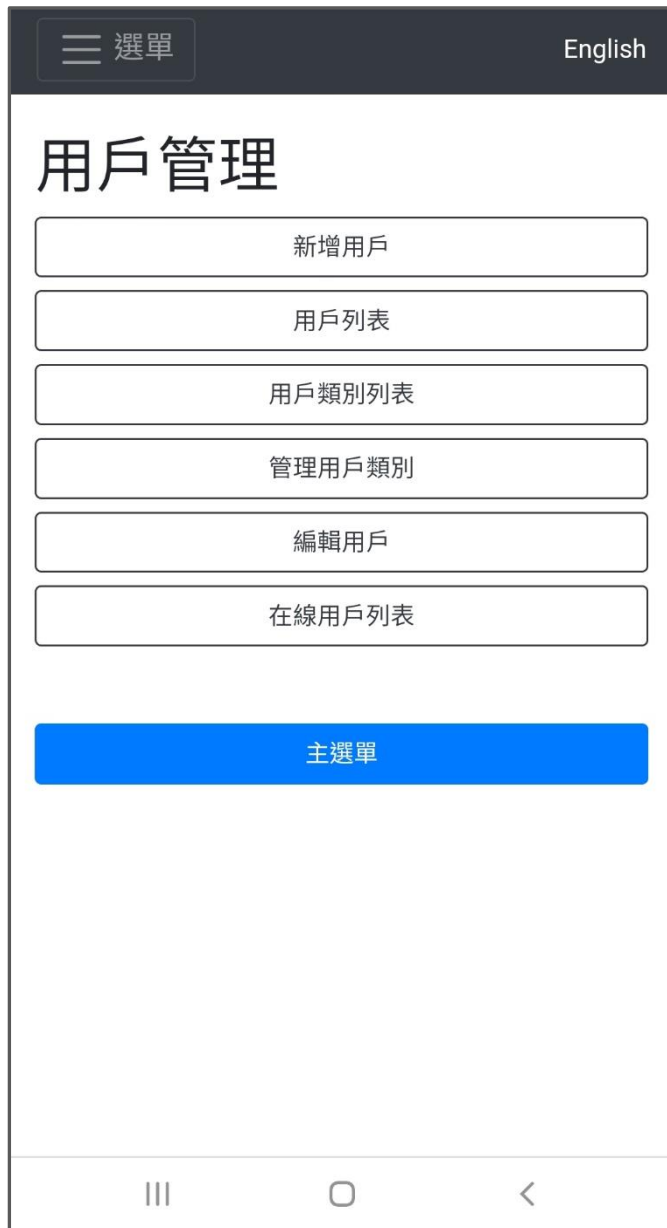 選單
English
用戶管理
新增用戶
用戶列表
用戶類別列表
管理用戶類別
編輯用戶
在線用戶列表
主選單